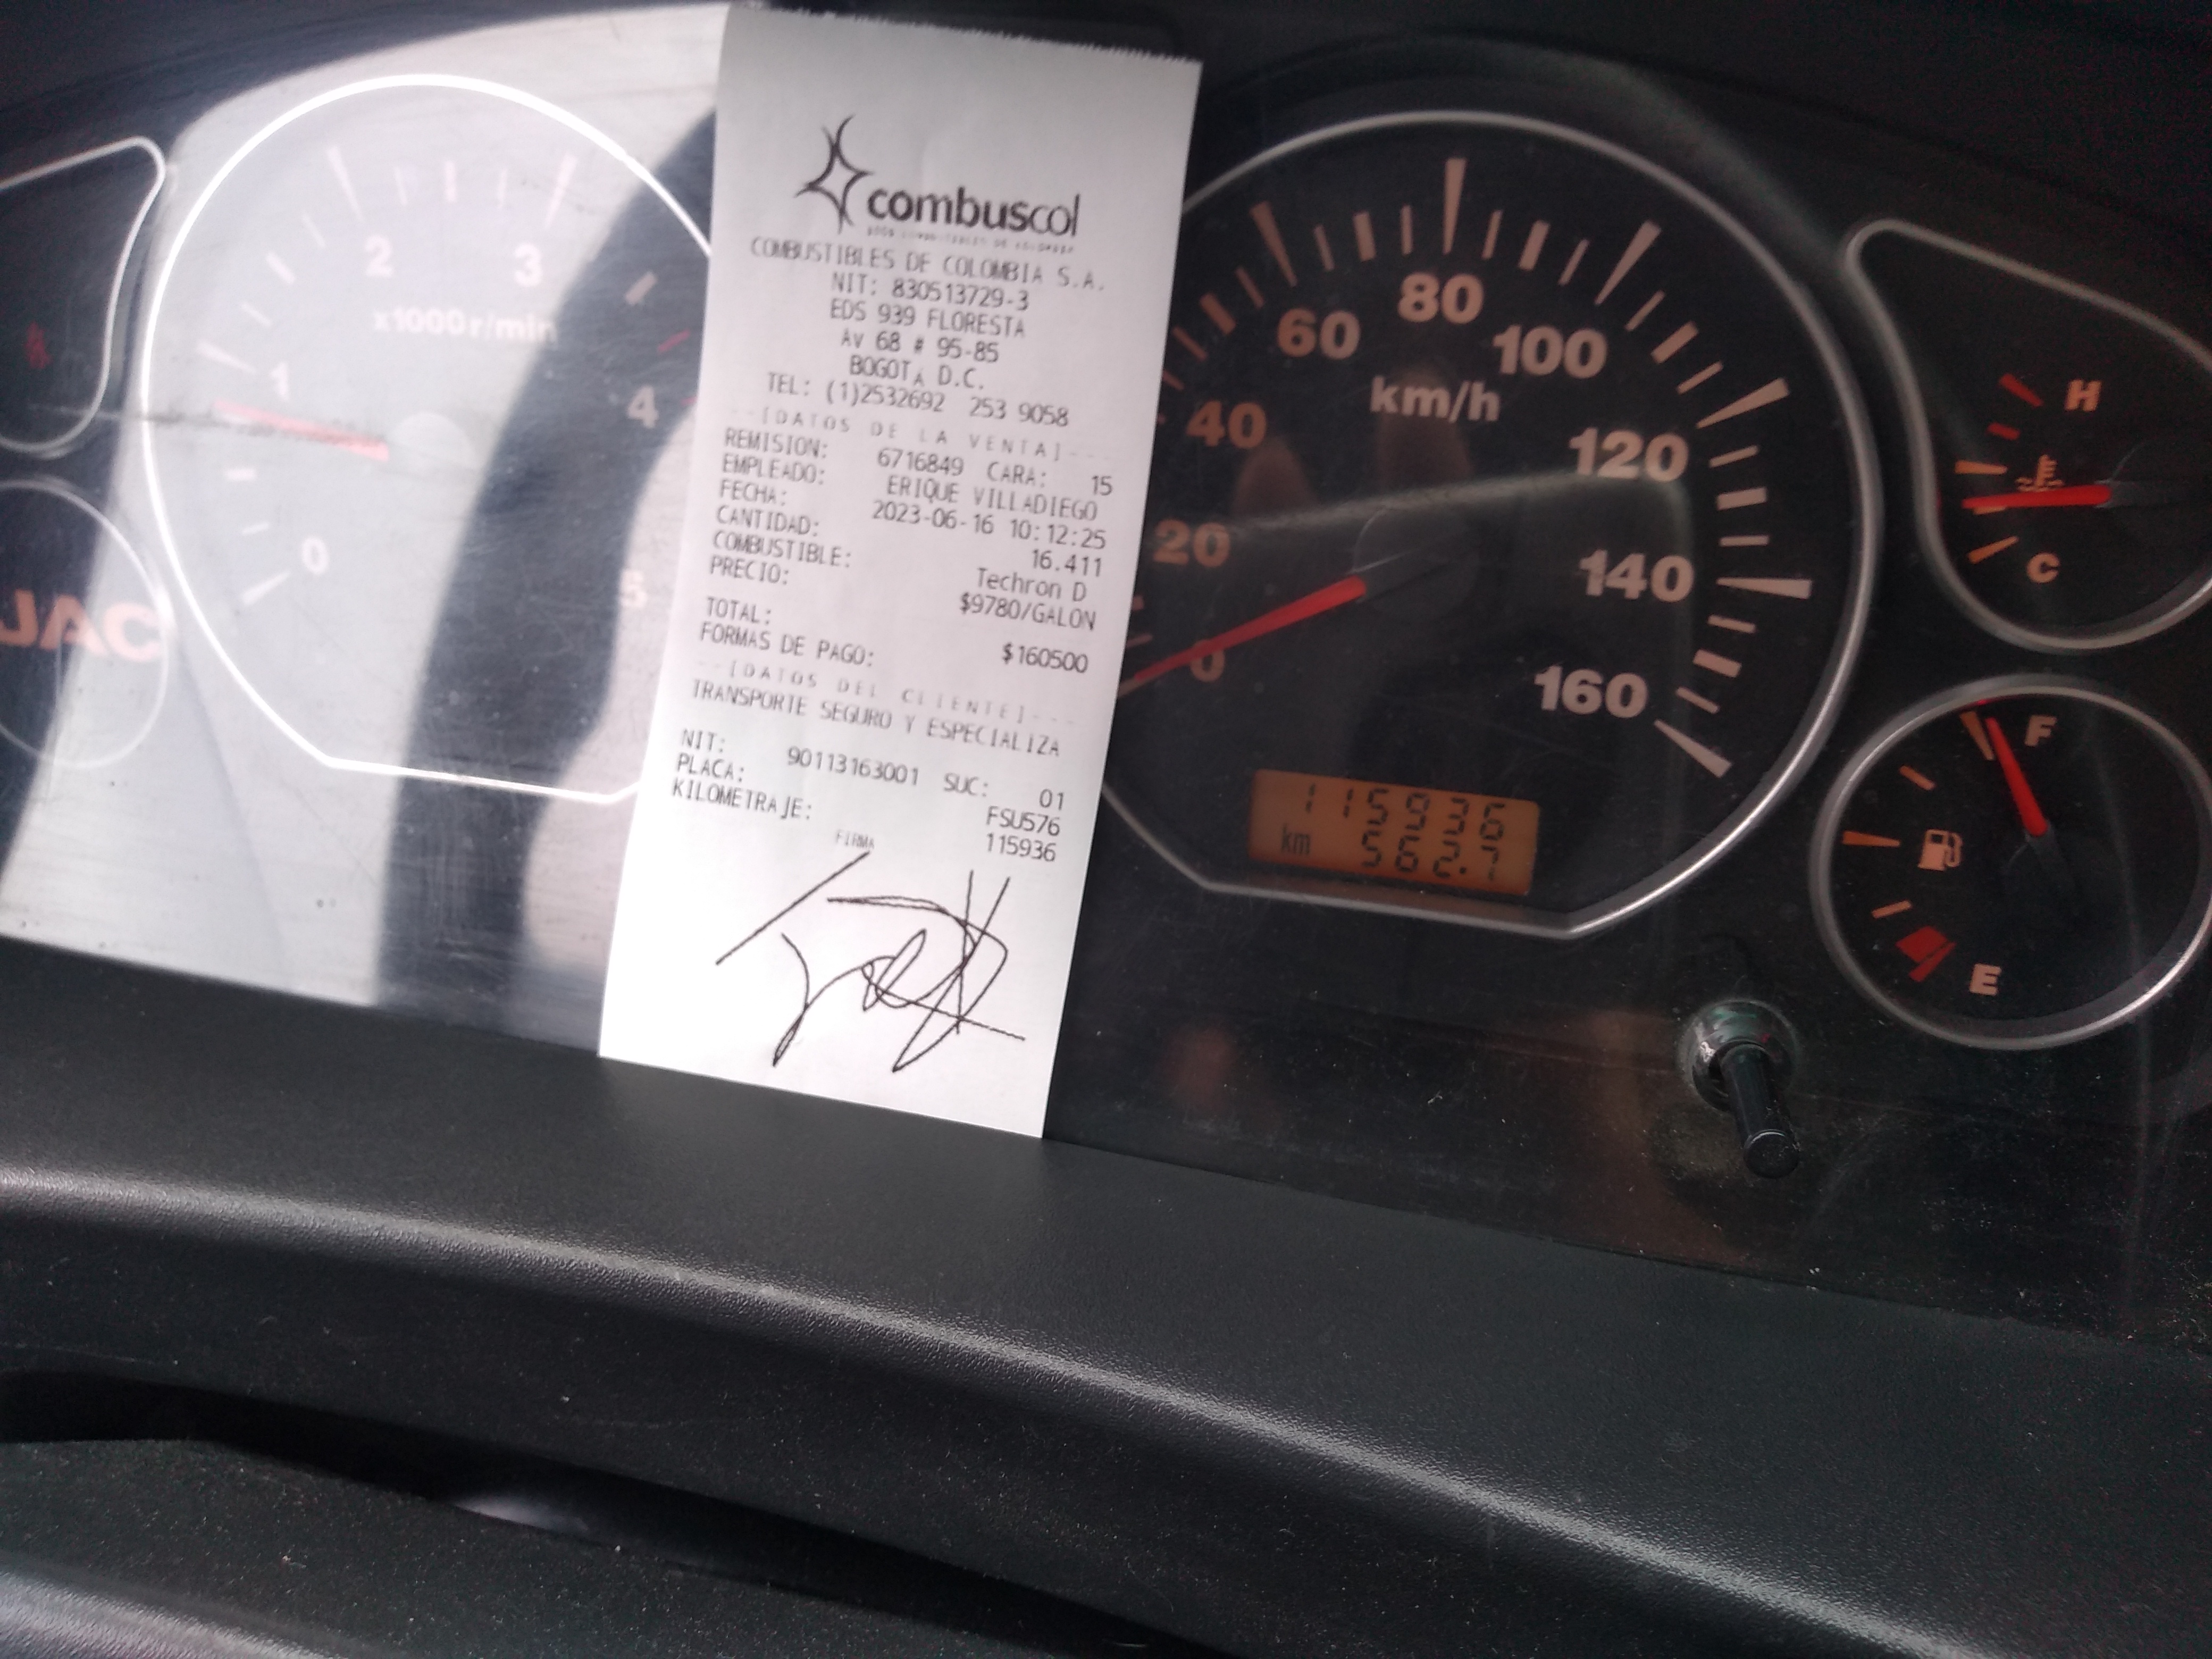 combuscol
COMBUSTIBLES DE COLOMBIA S.A.
NIT: 830513729-3
EDS 939 FLORESTA
Av 68 # 95-85
BOGOTA D.C.
TEL: (1)2532692 253 9058
--[DATOS DE LA VENTA]---
REMISION: 6716849 CARA: 15
EMPLEADO: ERIQUE VILLADIEGO
FECHA: 2023-06-16 10:12:25
CANTIDAD: 16.411
COMBUSTIBLE: Techron D
PRECIO: $9780/GALON
TOTAL: $160500
FORMAS DE PAGO:
--[DATOS DEL CLIENTE]---
TRANSPORTE SEGURO Y ESPECIALIZA
NIT: 90113163001 SUC: 01
PLACA: FSU576
KILOMETRAJE: 115936
FIRMA
0
1
2
3
4
5
x1000 r/min
JAC
0
20
40
60
80
100
120
140
160
km/h
115936
km 562.7
H
C
F
E